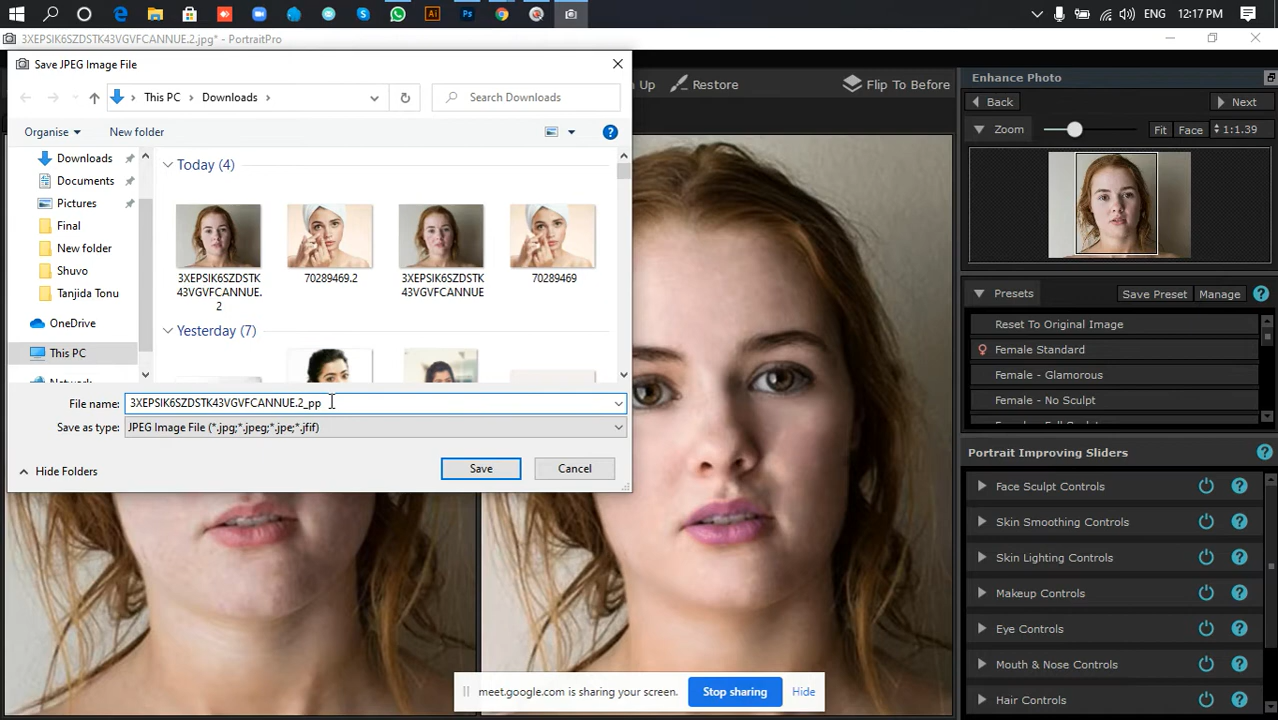 ENG
12:17 PM
3XEPSIK6SZDSTK43VGVFCANNUE.2.jpg* - PortraitPro
Save JPEG Image File
This PC > Downloads >
Search Downloads
Organise
New folder
Downloads
Documents
Pictures
Final
New folder
Shuvo
Tanjida Tonu
OneDrive
This PC
Network
Today (4)
3XEPSIK6SZDSTK
43VGVFCANNUE.
2
70289469.2
3XEPSIK6SZDSTK
43VGVFCANNUE
70289469
Yesterday (7)
File name: 3XEPSIK6SZDSTK43VGVFCANNUE.2_pp
Save as type: JPEG Image File (*.jpg;*.jpeg;*.jpe;*.jfif)
Hide Folders
Save
Cancel
Up
Restore
Flip To Before
Enhance Photo
Back
Next
Zoom
Fit
Face
1:1.39
Presets
Save Preset
Manage
Reset To Original Image
Female Standard
Female - Glamorous
Female - No Sculpt
Portrait Improving Sliders
Face Sculpt Controls
Skin Smoothing Controls
Skin Lighting Controls
Makeup Controls
Eye Controls
Mouth & Nose Controls
Hair Controls
meet.google.com is sharing your screen.
Stop sharing
Hide